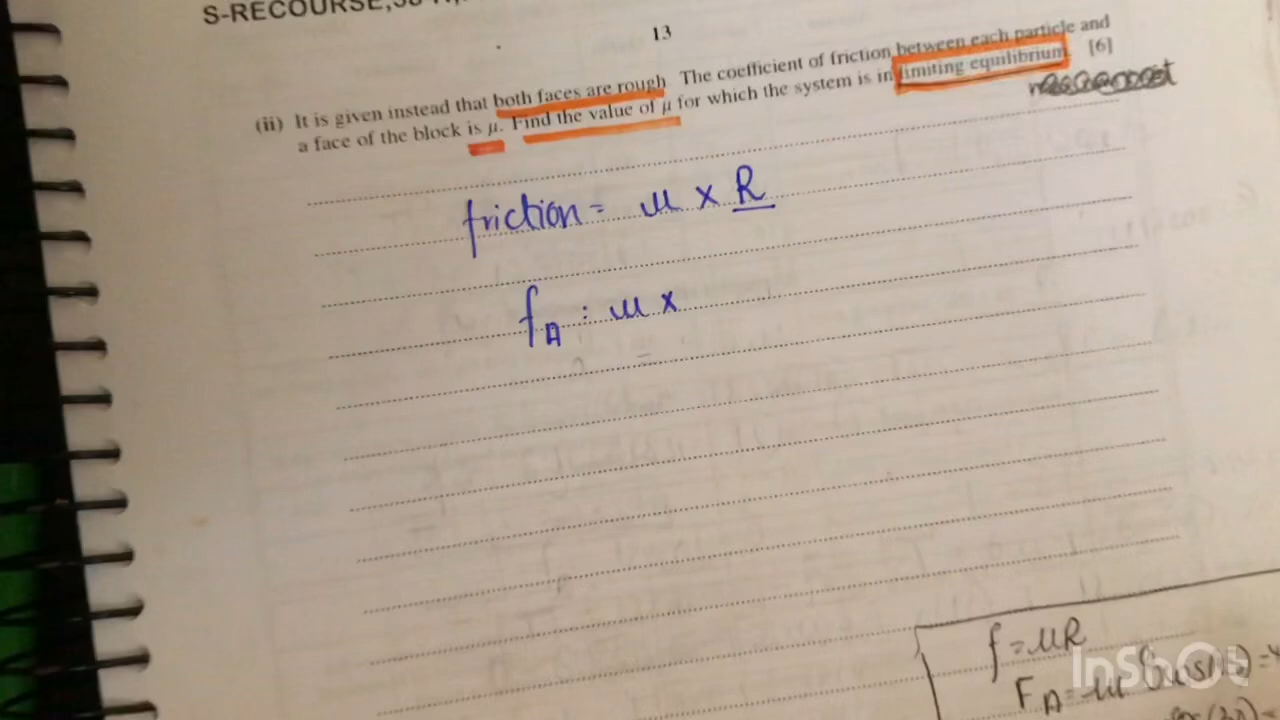 S-RECOURSE,
13
(ii) It is given instead that both faces are rough. The coefficient of friction between each particle and
a face of the block is μ. Find the value of μ for which the system is in limiting equilibrium. [6]
friction = μ × R
fA : μ ×
f = μR
FA = μ
InShOt